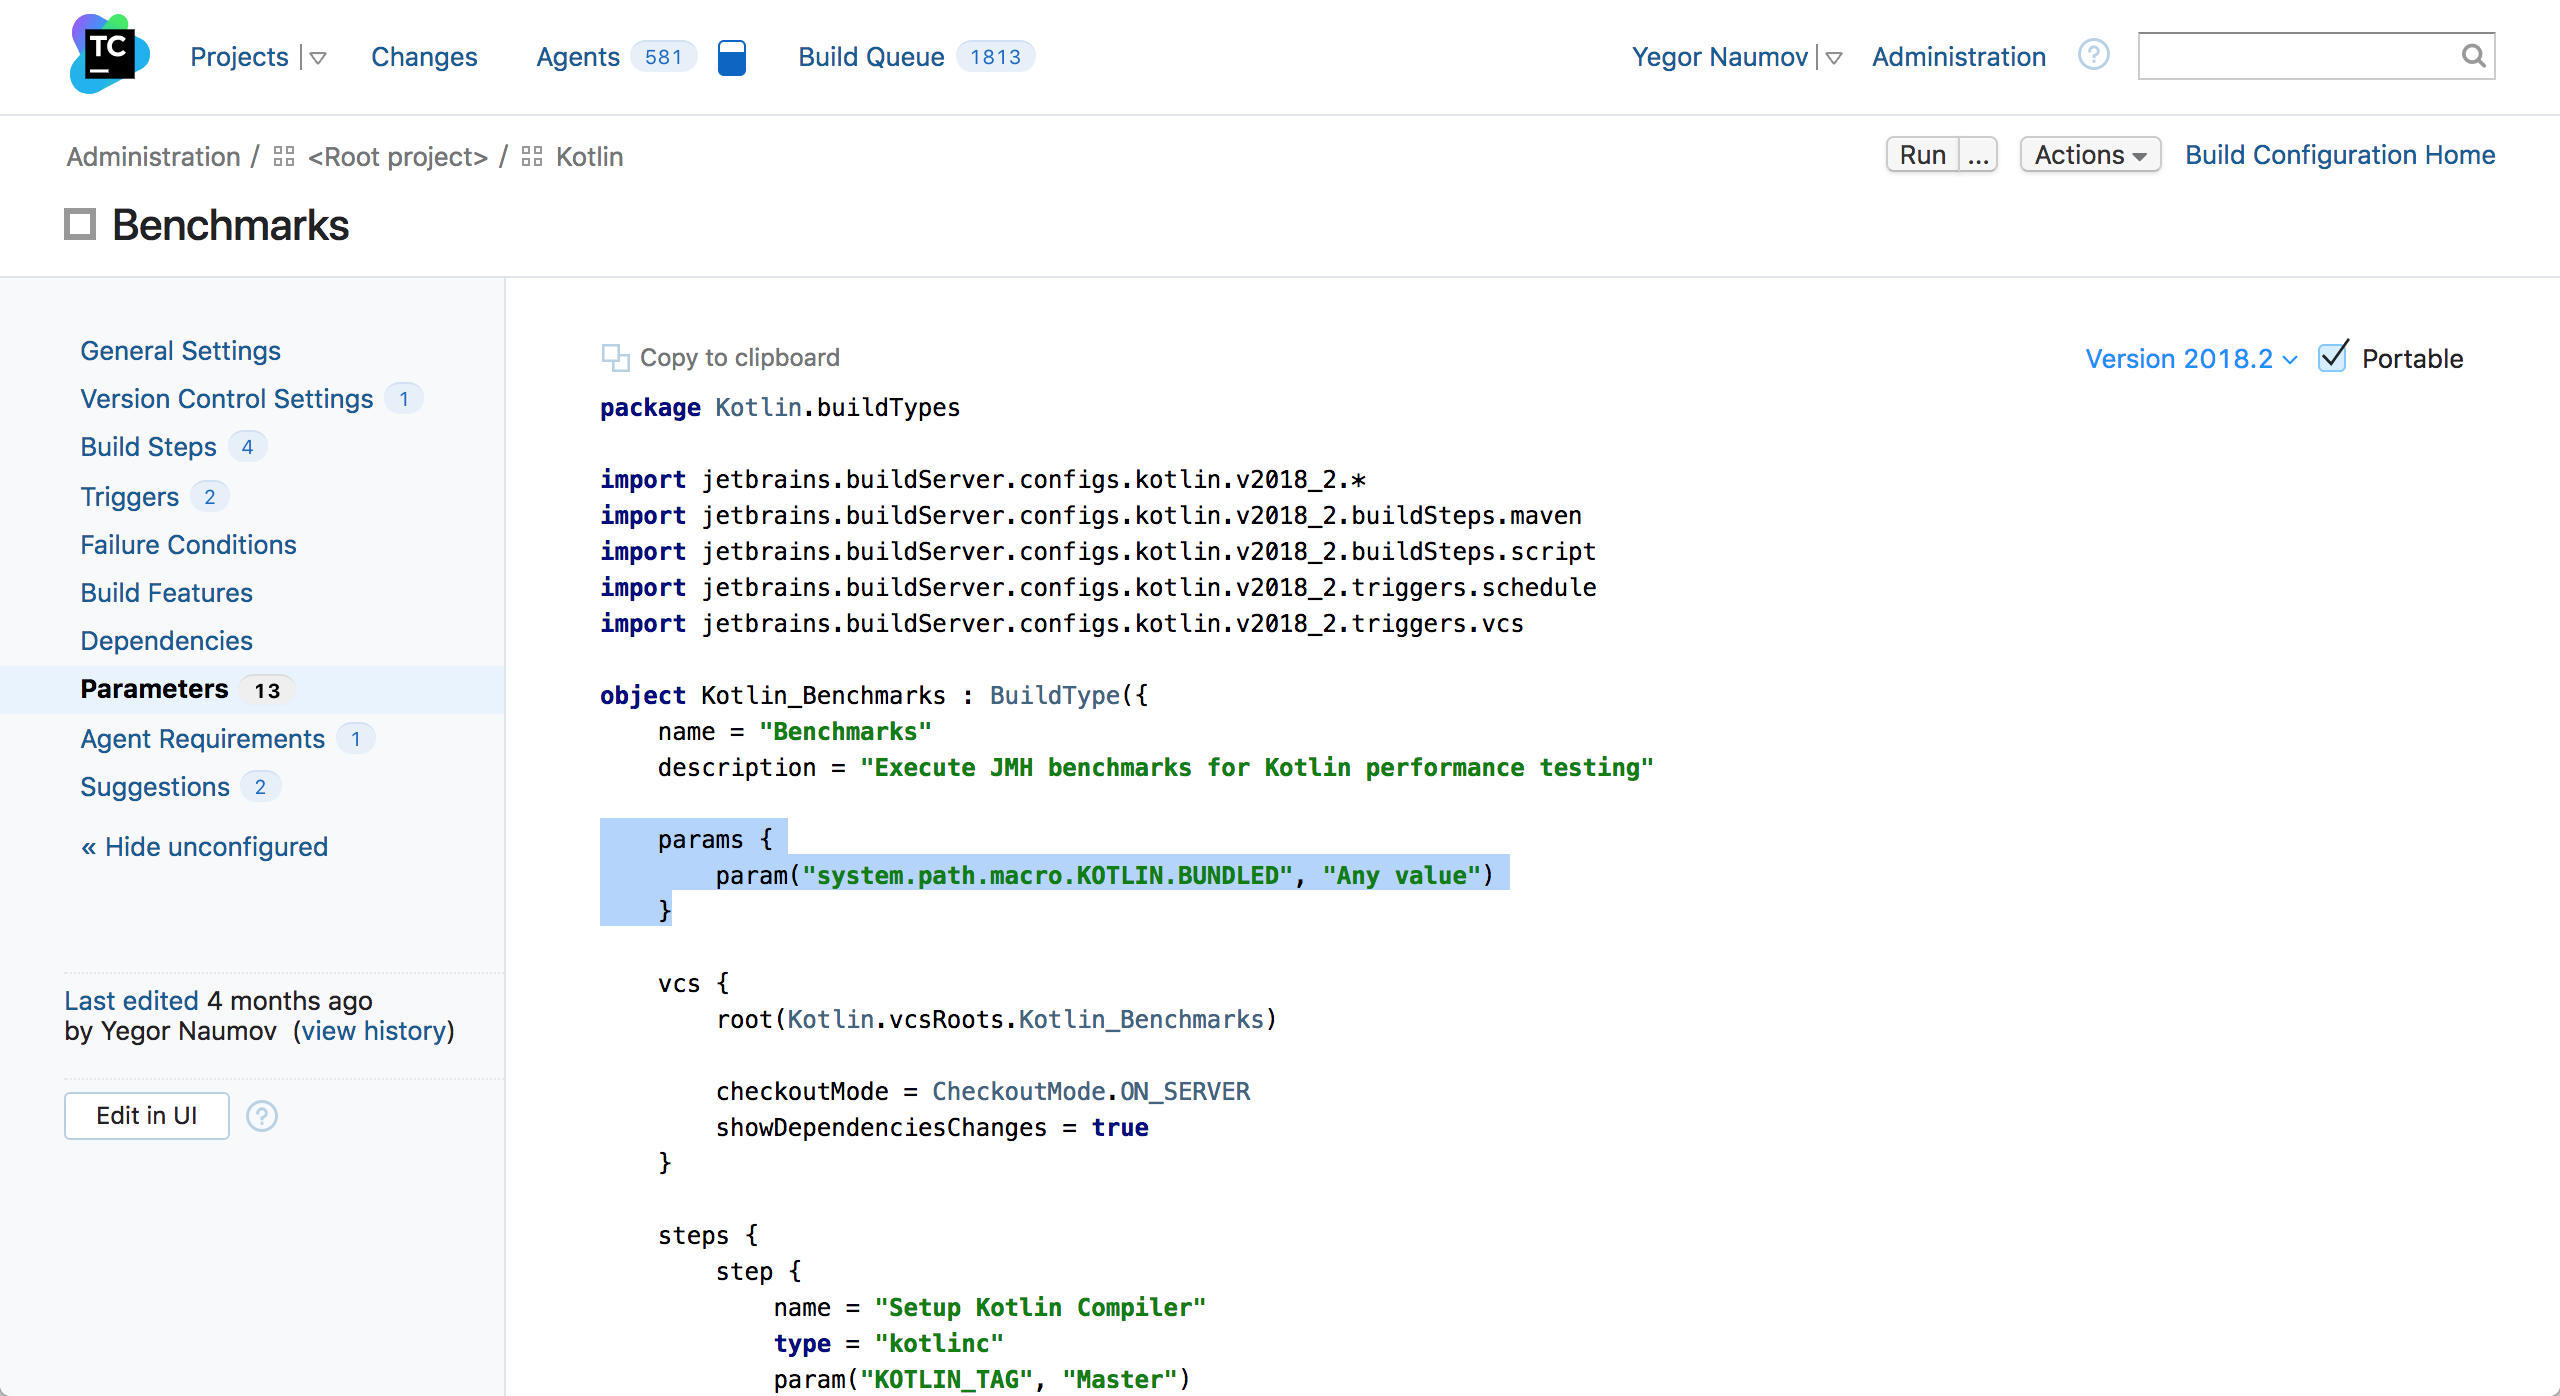 TC
Projects
Changes
Agents 581
Build Queue 1813
Yegor Naumov
Administration
?
Administration / <Root project> / Kotlin
Run ...
Actions
Build Configuration Home
Benchmarks
General Settings
Version Control Settings 1
Build Steps 4
Triggers 2
Failure Conditions
Build Features
Dependencies
Parameters 13
Agent Requirements 1
Suggestions 2
« Hide unconfigured
Last edited 4 months ago
by Yegor Naumov (view history)
Edit in UI ?
Copy to clipboard
Version 2018.2
Portable
package Kotlin.buildTypes
import jetbrains.buildServer.configs.kotlin.v2018_2.*
import jetbrains.buildServer.configs.kotlin.v2018_2.buildSteps.maven
import jetbrains.buildServer.configs.kotlin.v2018_2.buildSteps.script
import jetbrains.buildServer.configs.kotlin.v2018_2.triggers.schedule
import jetbrains.buildServer.configs.kotlin.v2018_2.triggers.vcs
object Kotlin_Benchmarks : BuildType({
name = "Benchmarks"
description = "Execute JMH benchmarks for Kotlin performance testing"
params {
param("system.path.macro.KOTLIN.BUNDLED", "Any value")
}
vcs {
root(Kotlin.vcsRoots.Kotlin_Benchmarks)
checkoutMode = CheckoutMode.ON_SERVER
showDependenciesChanges = true
}
steps {
step {
name = "Setup Kotlin Compiler"
type = "kotlinc"
param("KOTLIN_TAG", "Master")